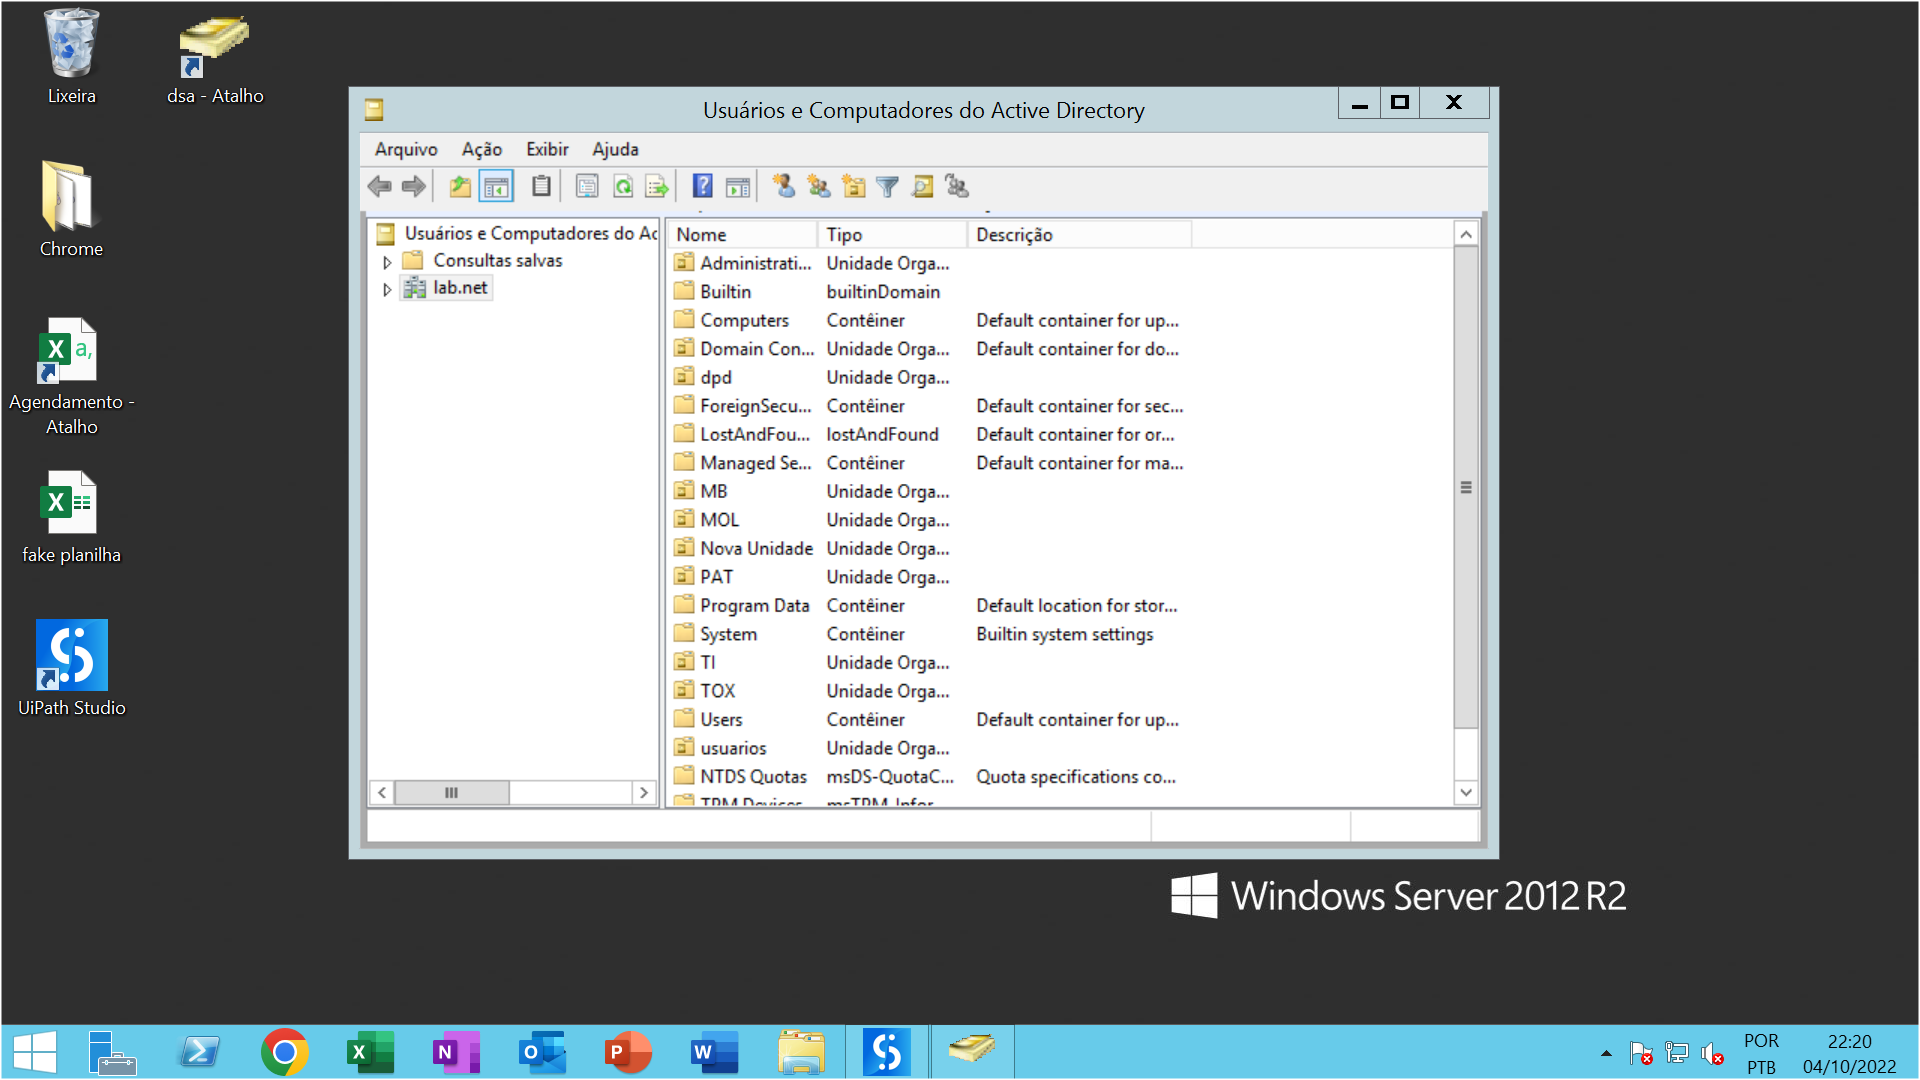 Lixeira
dsa - Atalho
Chrome
Agendamento -
Atalho
fake planilha
UiPath Studio
Usuários e Computadores do Active Directory
Arquivo Ação Exibir Ajuda
Usuários e Computadores do Ac
Consultas salvas
lab.net
Nome Tipo Descrição
Administrati... Unidade Orga...
Builtin builtinDomain
Computers Contêiner Default container for up...
Domain Con... Unidade Orga... Default container for do...
dpd Unidade Orga...
ForeignSecu... Contêiner Default container for sec...
LostAndFou... lostAndFound Default container for or...
Managed Se... Contêiner Default container for ma...
MB Unidade Orga...
MOL Unidade Orga...
Nova Unidade Unidade Orga...
PAT Unidade Orga...
Program Data Contêiner Default location for stor...
System Contêiner Builtin system settings
TI Unidade Orga...
TOX Unidade Orga...
Users Contêiner Default container for up...
usuarios Unidade Orga...
NTDS Quotas msDS-QuotaC... Quota specifications co...
TPM Devices msTPM-Infor...
Windows Server 2012 R2
POR
PTB
22:20
04/10/2022